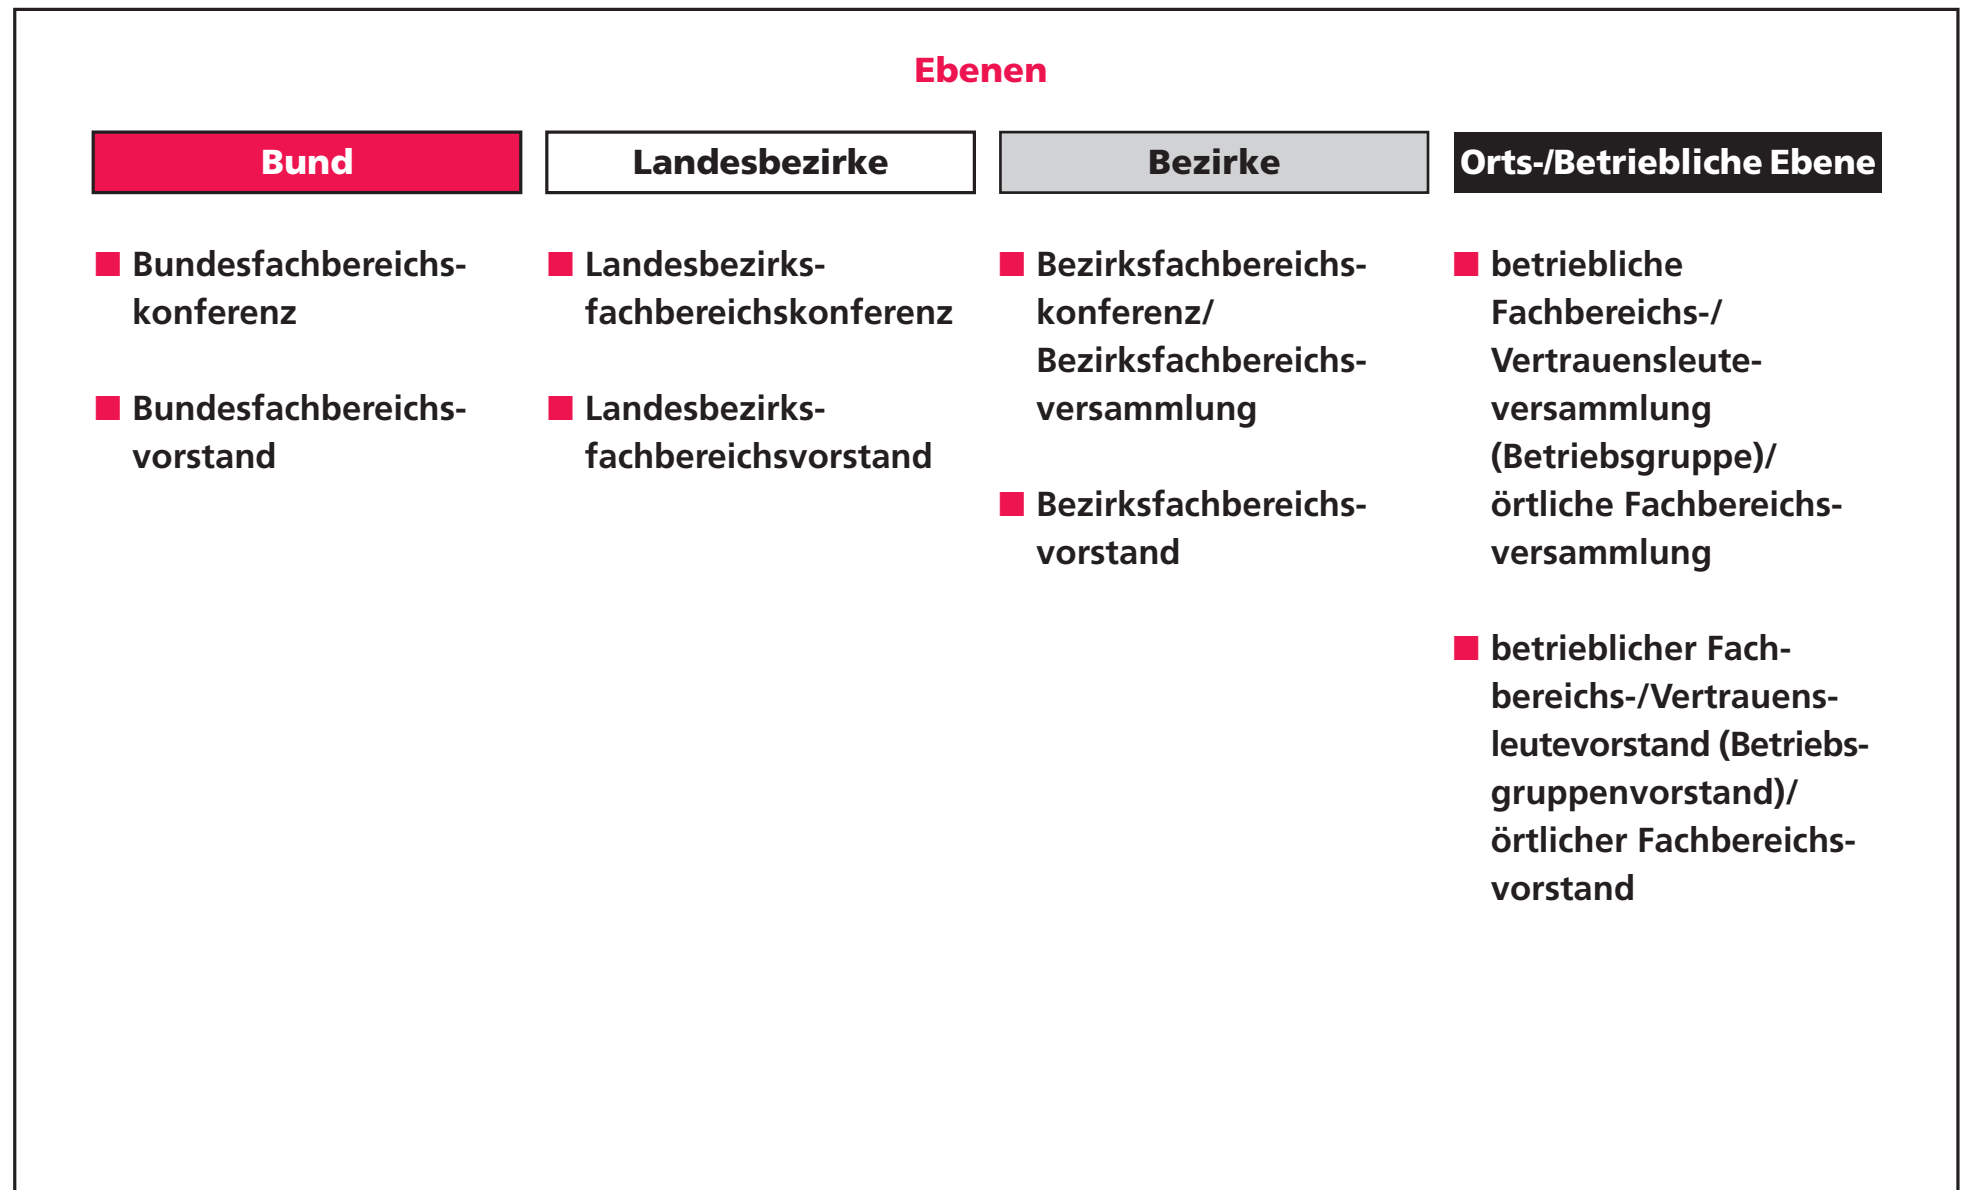 Ebenen
Bund
Landesbezirke
Bezirke
Orts-/Betriebliche Ebene
Bundesfachbereichs-
konferenz
Bundesfachbereichs-
vorstand
Landesbezirks-
fachbereichskonferenz
Landesbezirks-
fachbereichsvorstand
Bezirksfachbereichs-
konferenz/
Bezirksfachbereichs-
versammlung
Bezirksfachbereichs-
vorstand
betriebliche
Fachbereichs-/
Vertrauensleute-
versammlung
(Betriebsgruppe)/
örtliche Fachbereichs-
versammlung
betrieblicher Fach-
bereichs-/Vertrauens-
leutevorstand (Betriebs-
gruppenvorstand)/
örtlicher Fachbereichs-
vorstand